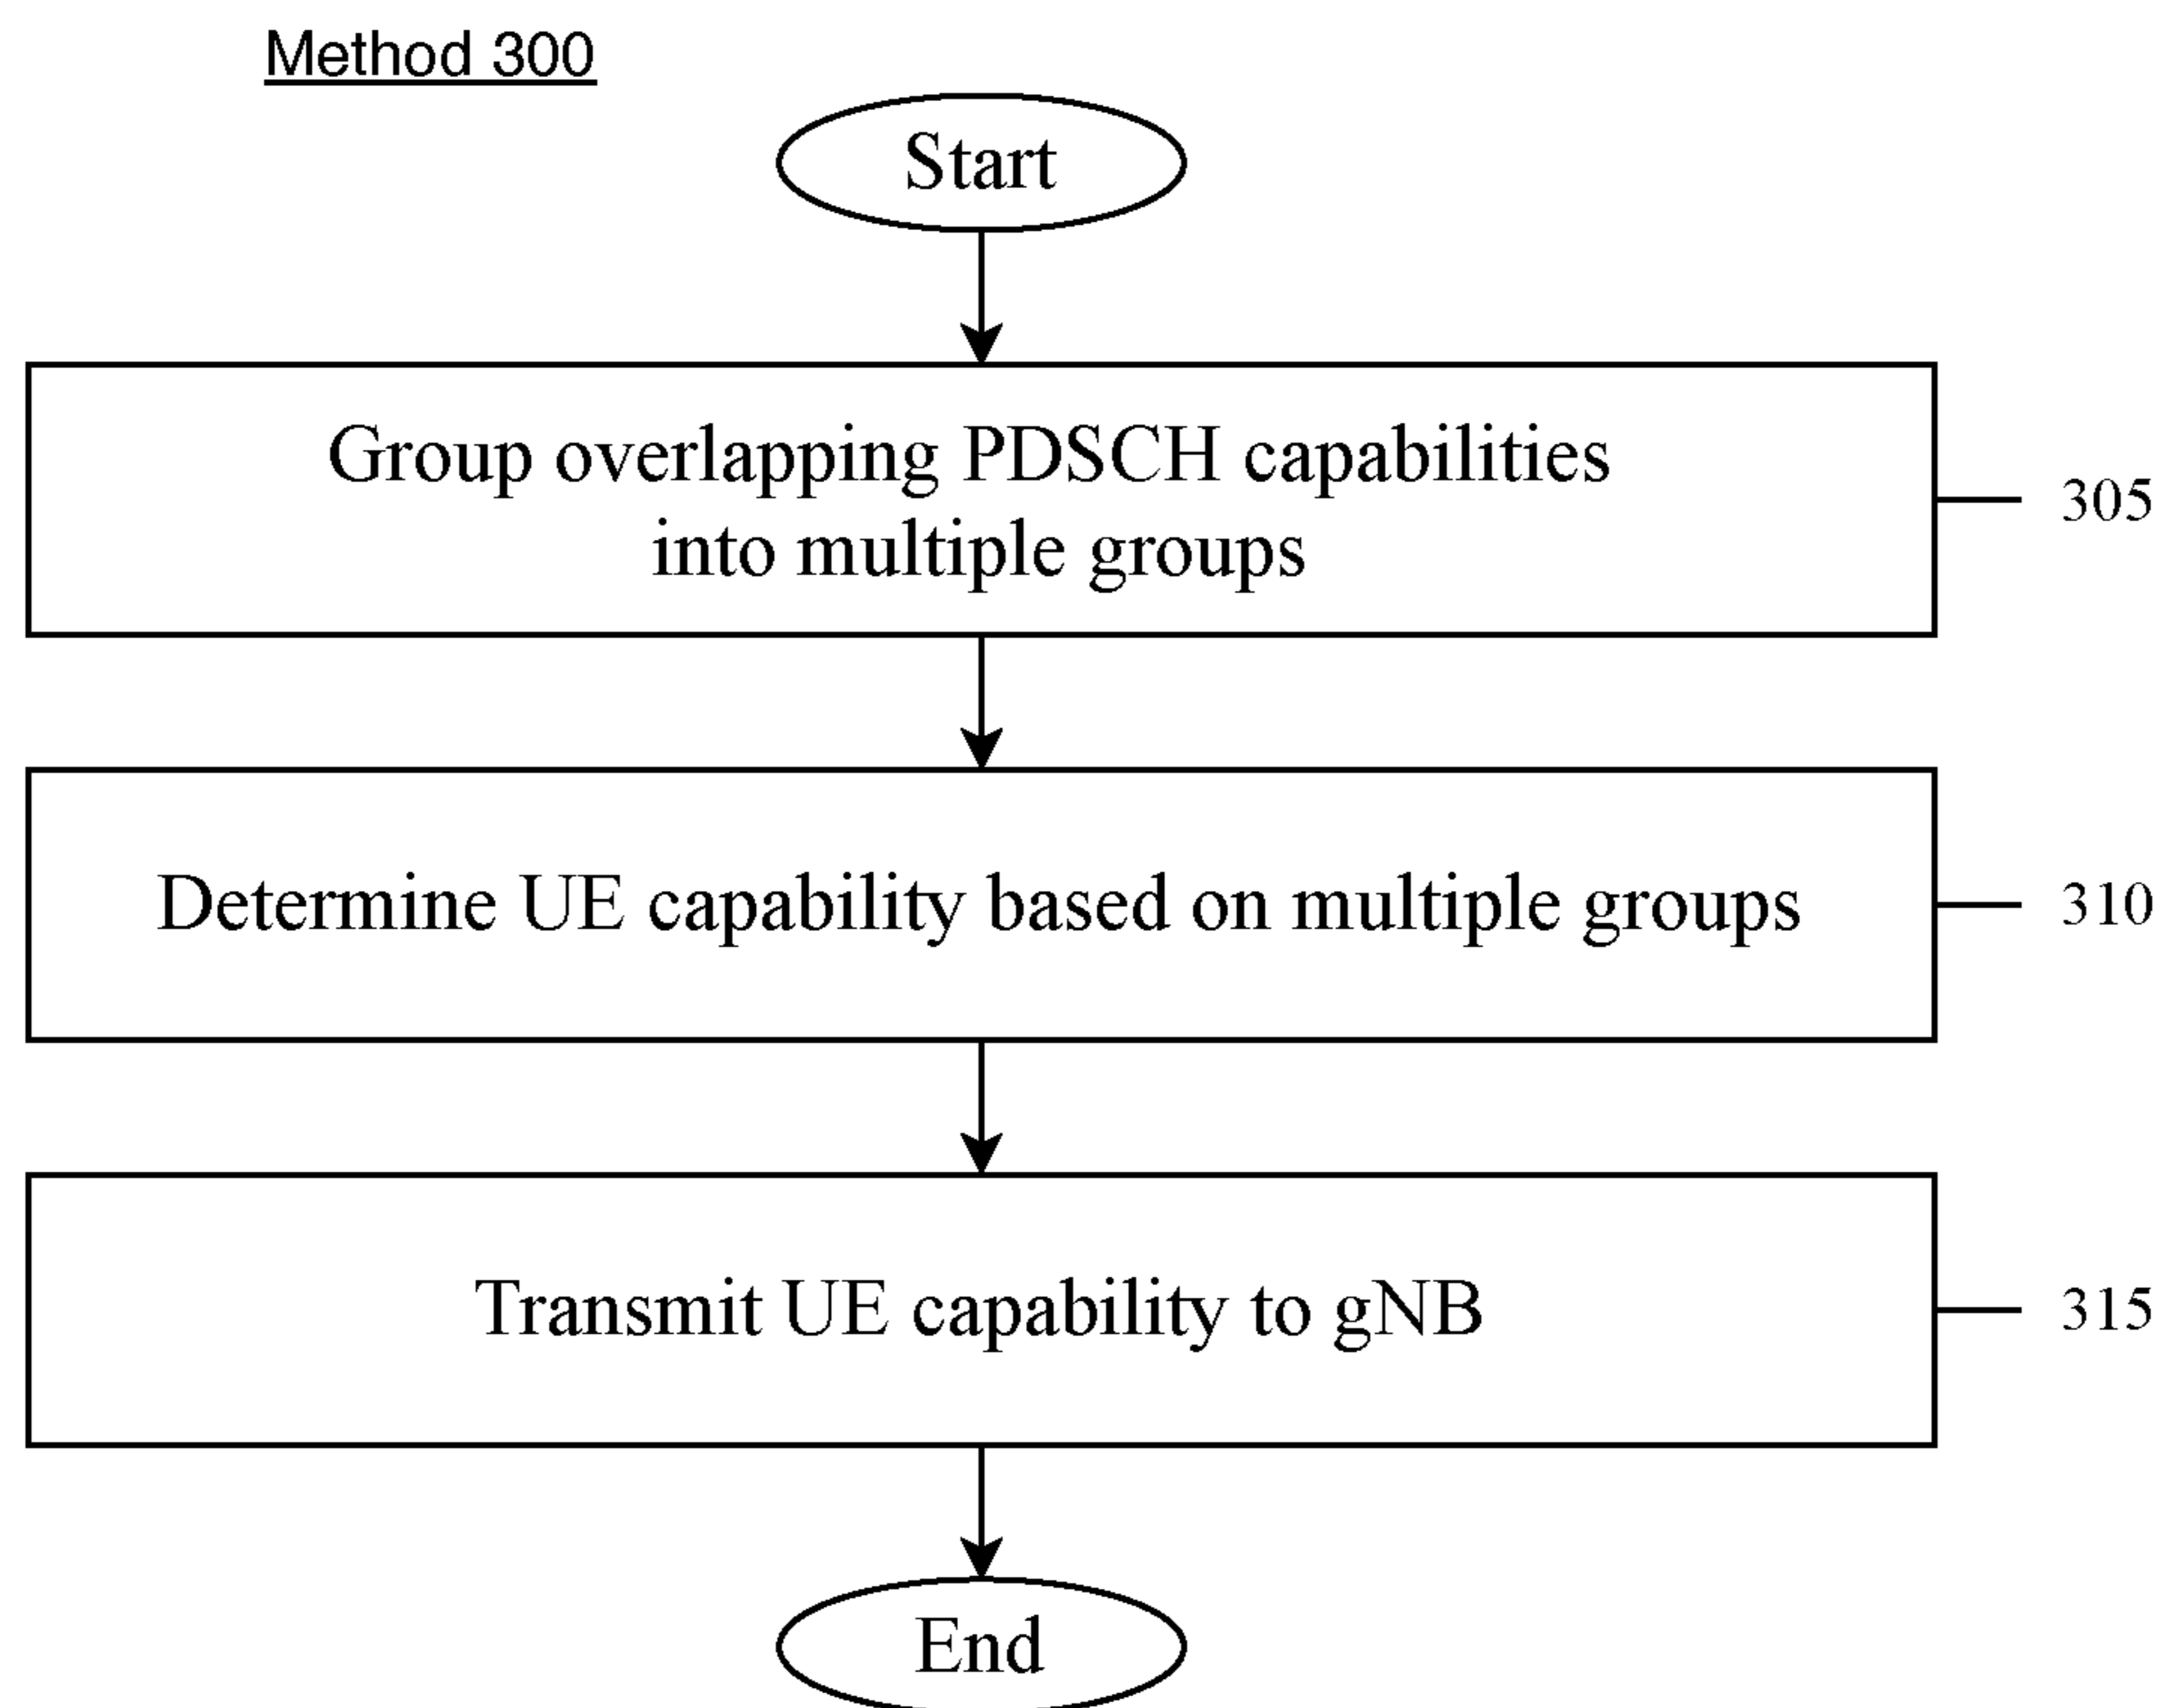 Method 300
Start
Group overlapping PDSCH capabilities
into multiple groups
305
Determine UE capability based on multiple groups
310
Transmit UE capability to gNB
315
End